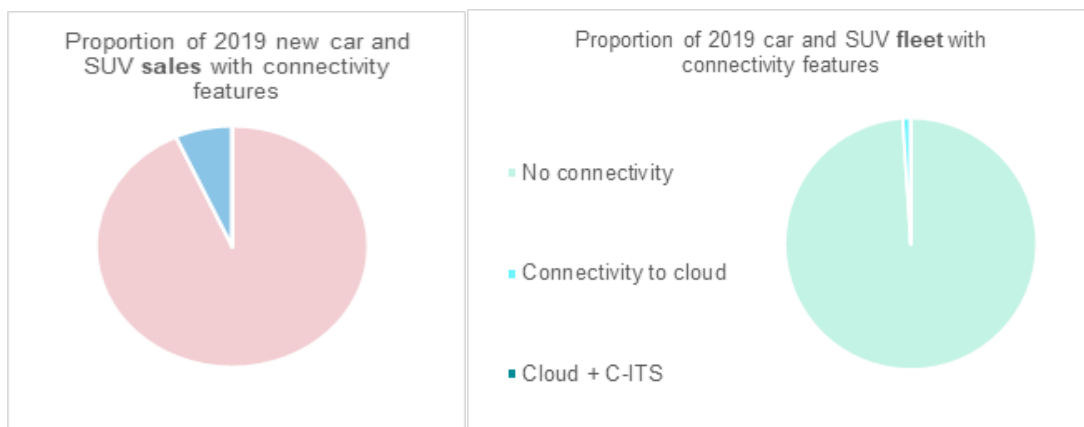 Proportion of 2019 new car and
SUV sales with connectivity
features
Proportion of 2019 car and SUV fleet with
connectivity features
No connectivity
Connectivity to cloud
Cloud + C-ITS